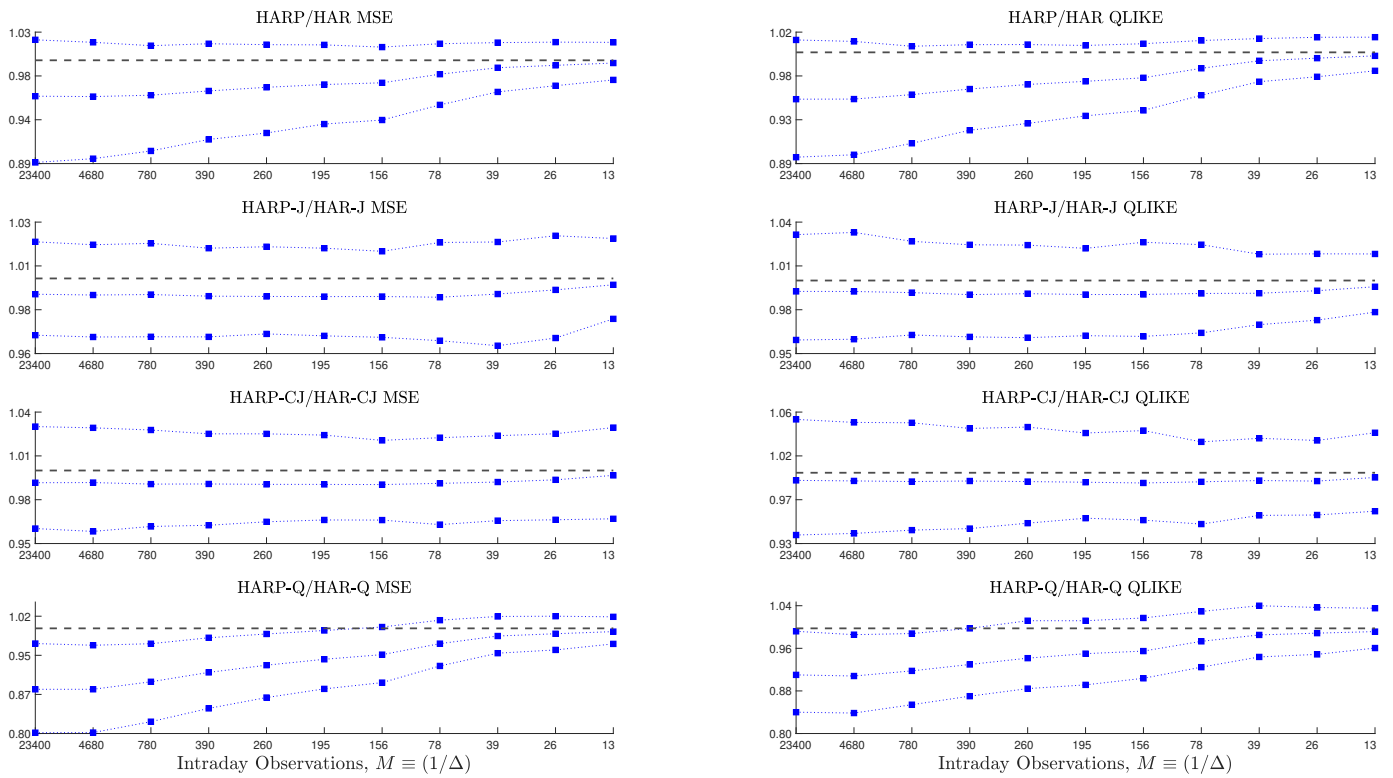 HARP/HAR MSE
1.03
0.98
0.94
0.89
23400 4680 780 390 260 195 156 78 39 26 13
HARP/HAR QLIKE
1.02
0.98
0.93
0.89
23400 4680 780 390 260 195 156 78 39 26 13
HARP-J/HAR-J MSE
1.03
1.01
0.98
0.96
23400 4680 780 390 260 195 156 78 39 26 13
HARP-J/HAR-J QLIKE
1.04
1.01
0.98
0.95
23400 4680 780 390 260 195 156 78 39 26 13
HARP-CJ/HAR-CJ MSE
1.04
1.01
0.98
0.95
23400 4680 780 390 260 195 156 78 39 26 13
HARP-CJ/HAR-CJ QLIKE
1.06
1.02
0.97
0.93
23400 4680 780 390 260 195 156 78 39 26 13
HARP-Q/HAR-Q MSE
1.02
0.95
0.87
0.80
23400 4680 780 390 260 195 156 78 39 26 13
Intraday Observations, M ≡ (1/Δ)
HARP-Q/HAR-Q QLIKE
1.04
0.96
0.88
0.80
23400 4680 780 390 260 195 156 78 39 26 13
Intraday Observations, M ≡ (1/Δ)